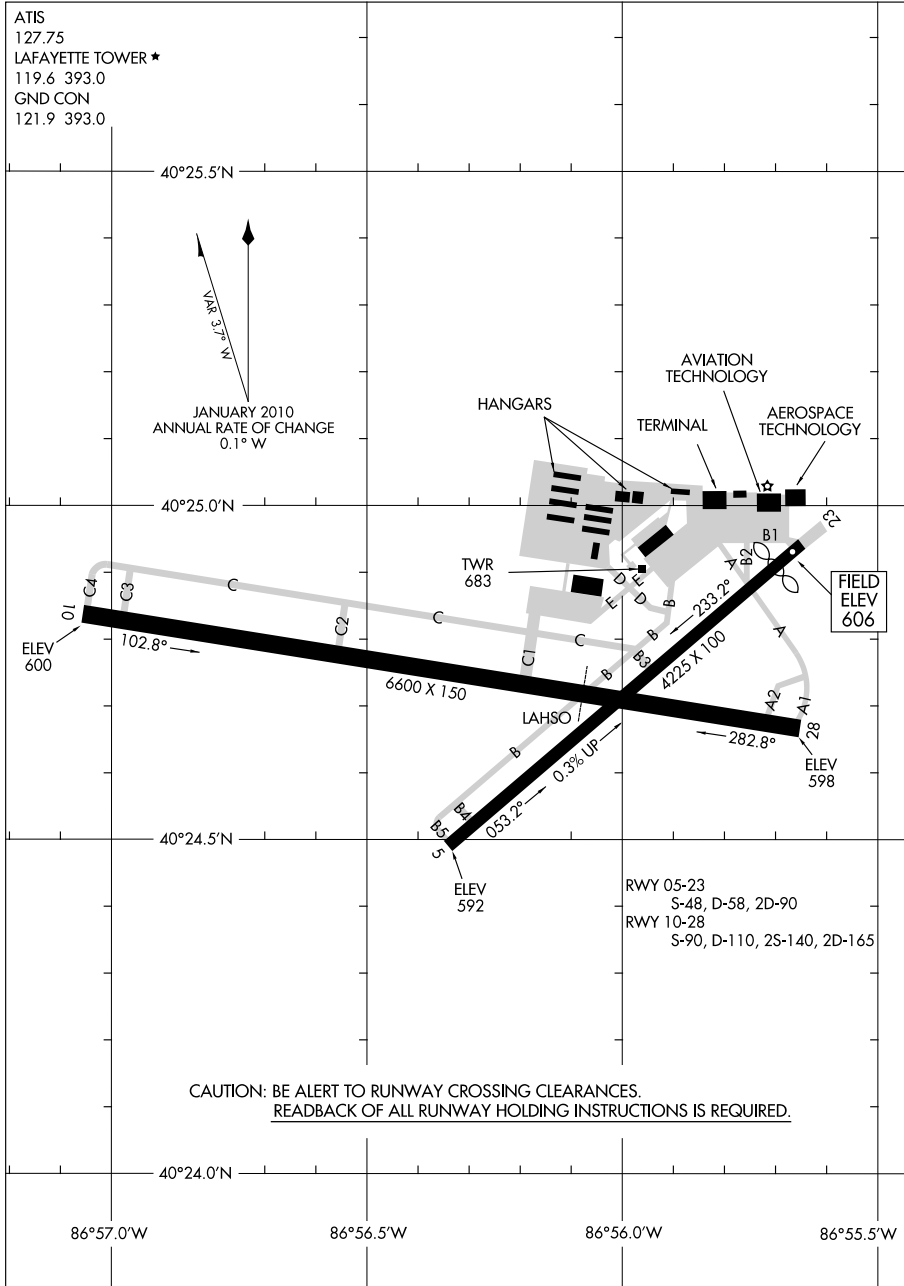 ATIS
127.75
LAFAYETTE TOWER ★
119.6 393.0
GND CON
121.9 393.0
40°25.5'N
VAR 3.7° W
JANUARY 2010
ANNUAL RATE OF CHANGE
0.1° W
HANGARS
AVIATION
TECHNOLOGY
TERMINAL
AEROSPACE
TECHNOLOGY
40°25.0'N
23
B1
TWR
683
A
B2
FIELD
ELEV
606
D
E
E
D
B
C4
C3
C
C2
C
C
C1
10
ELEV
600
102.8°
233.2°
B
B3
B
4225 X 100
A
6600 X 150
LAHSO
A2
A1
28
282.8°
ELEV
598
B
0.3% UP
053.2°
B4
B5
5
40°24.5'N
ELEV
592
RWY 05-23
S-48, D-58, 2D-90
RWY 10-28
S-90, D-110, 2S-140, 2D-165
CAUTION: BE ALERT TO RUNWAY CROSSING CLEARANCES.
READBACK OF ALL RUNWAY HOLDING INSTRUCTIONS IS REQUIRED.
40°24.0'N
86°57.0'W
86°56.5'W
86°56.0'W
86°55.5'W